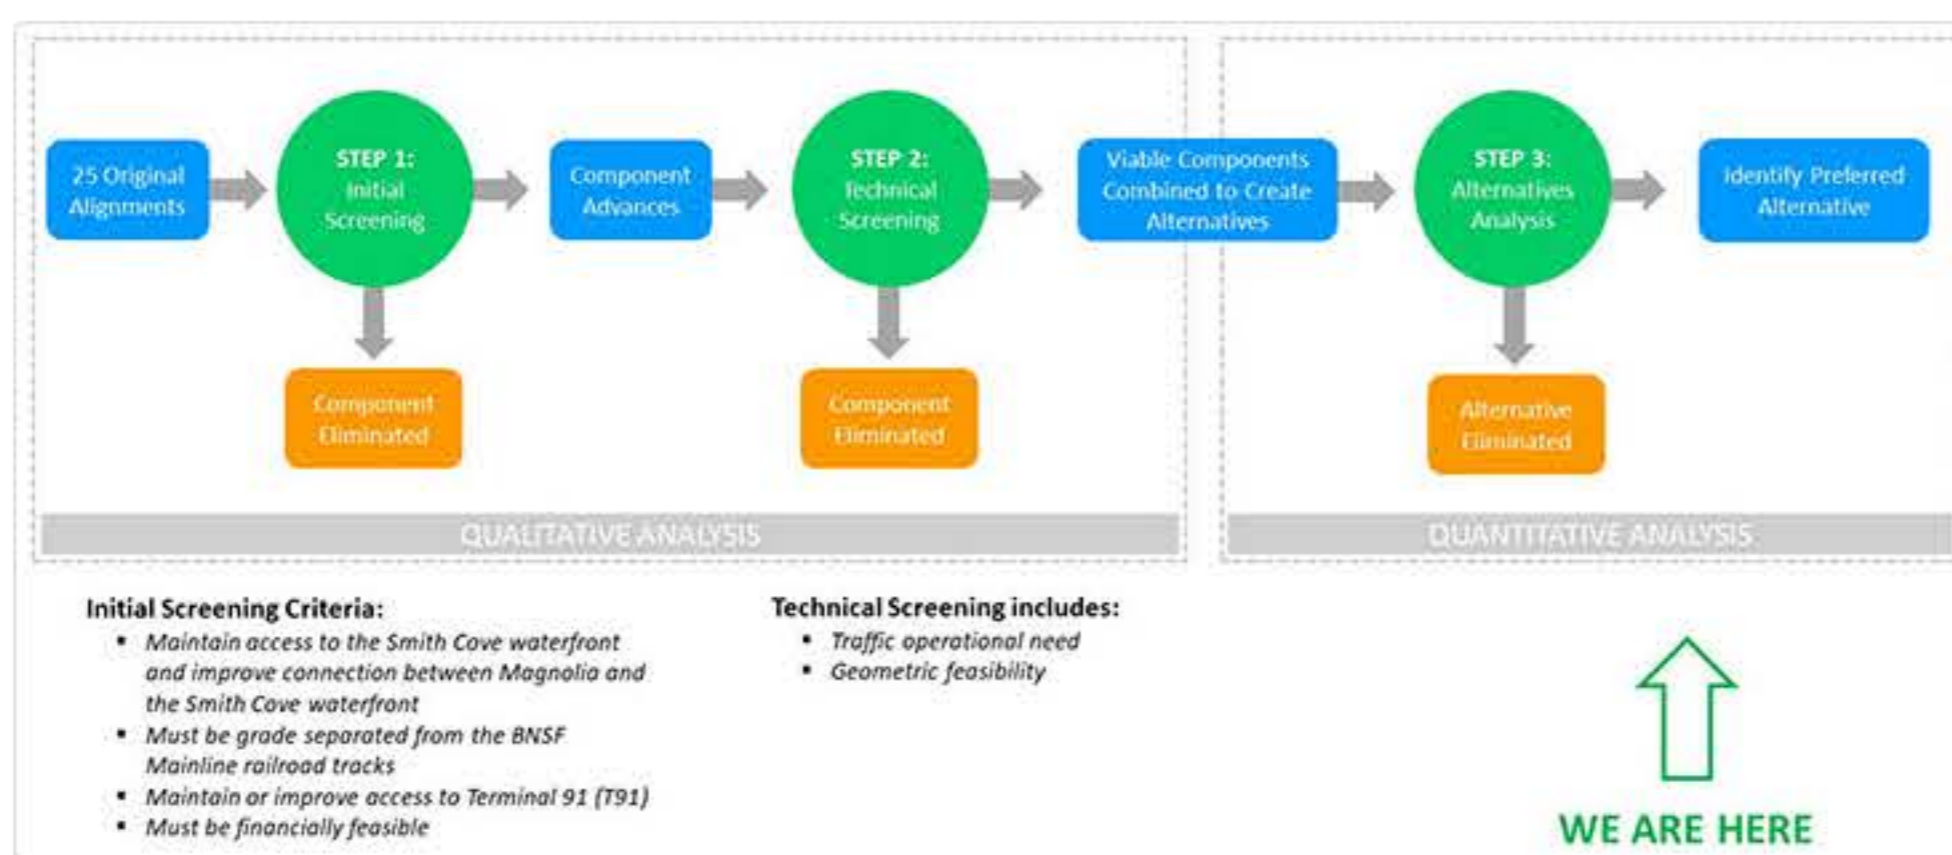 25 Original
Alignments
STEP 1:
Initial
Screening
Component
Advances
STEP 2:
Technical
Screening
Viable Components
Combined to Create
Alternatives
STEP 3:
Alternatives
Analysis
Identify Preferred
Alternative
Component
Eliminated
Component
Eliminated
Alternative
Eliminated
QUALITATIVE ANALYSIS
QUANTITATIVE ANALYSIS
Initial Screening Criteria:
▪ Maintain access to the Smith Cove waterfront
and improve connection between Magnolia and
the Smith Cove waterfront
▪ Must be grade separated from the BNSF
Mainline railroad tracks
▪ Maintain or improve access to Terminal 91 (T91)
▪ Must be financially feasible
Technical Screening includes:
▪ Traffic operational need
▪ Geometric feasibility
WE ARE HERE